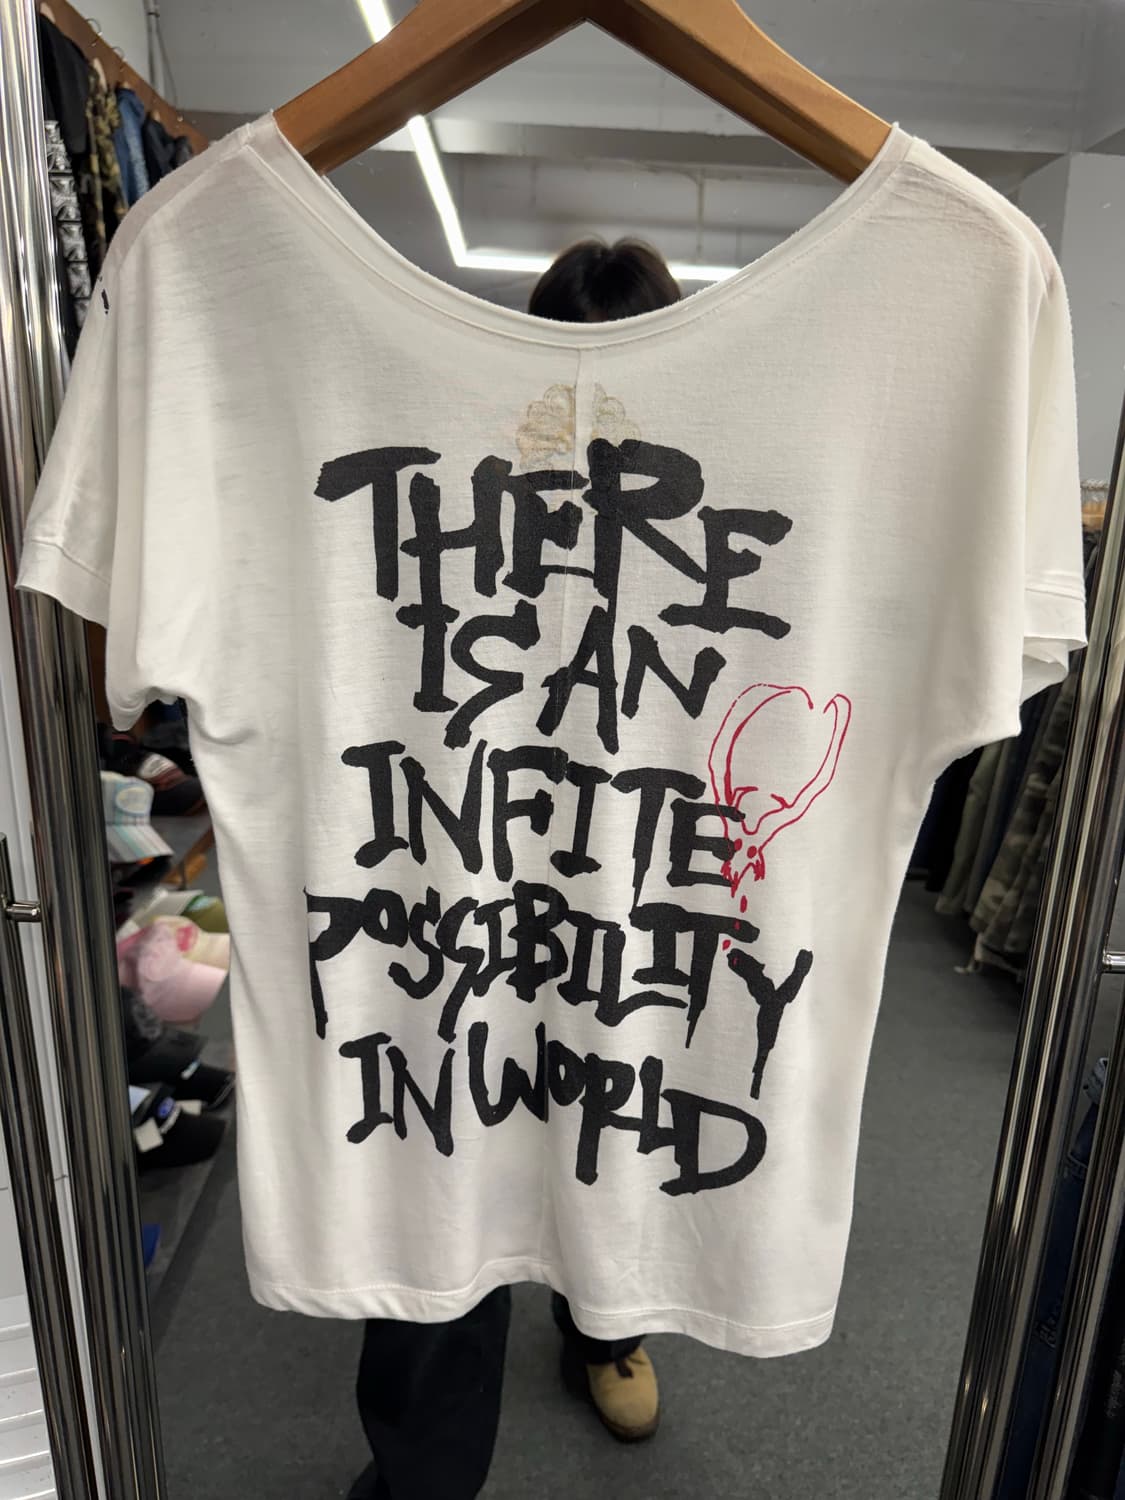 THERE
IS AN
INFITE
POSSIBILITY
IN WORLD